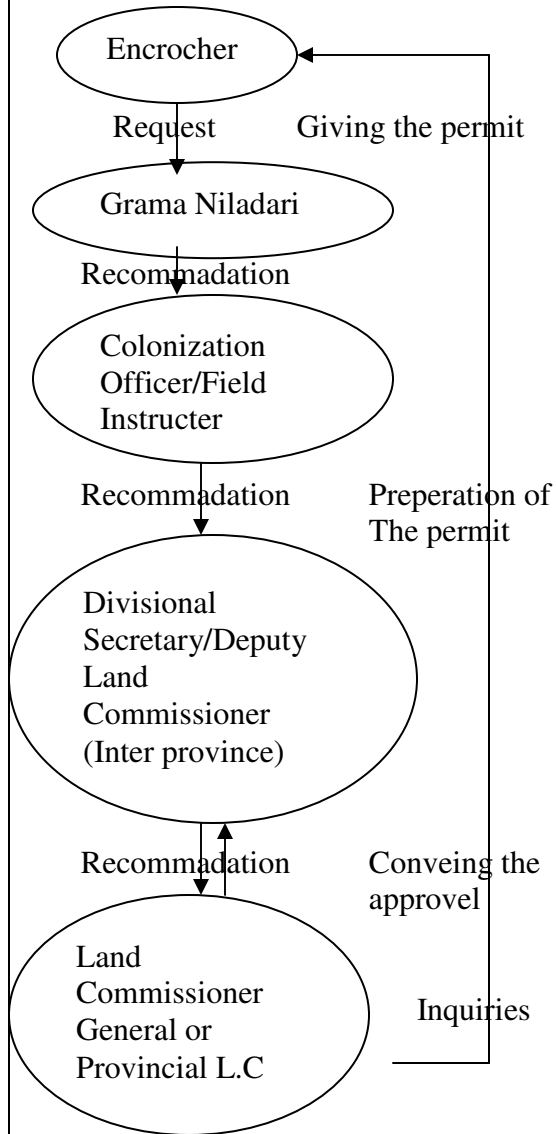 Encrocher
Request
Giving the permit
Grama Niladari
Recommadation
Colonization
Officer/Field
Instructer
Recommadation
Preperation of
The permit
Divisional
Secretary/Deputy
Land
Commissioner
(Inter province)
Recommadation
Conveing the
approvel
Land
Commissioner
General or
Provincial L.C
Inquiries